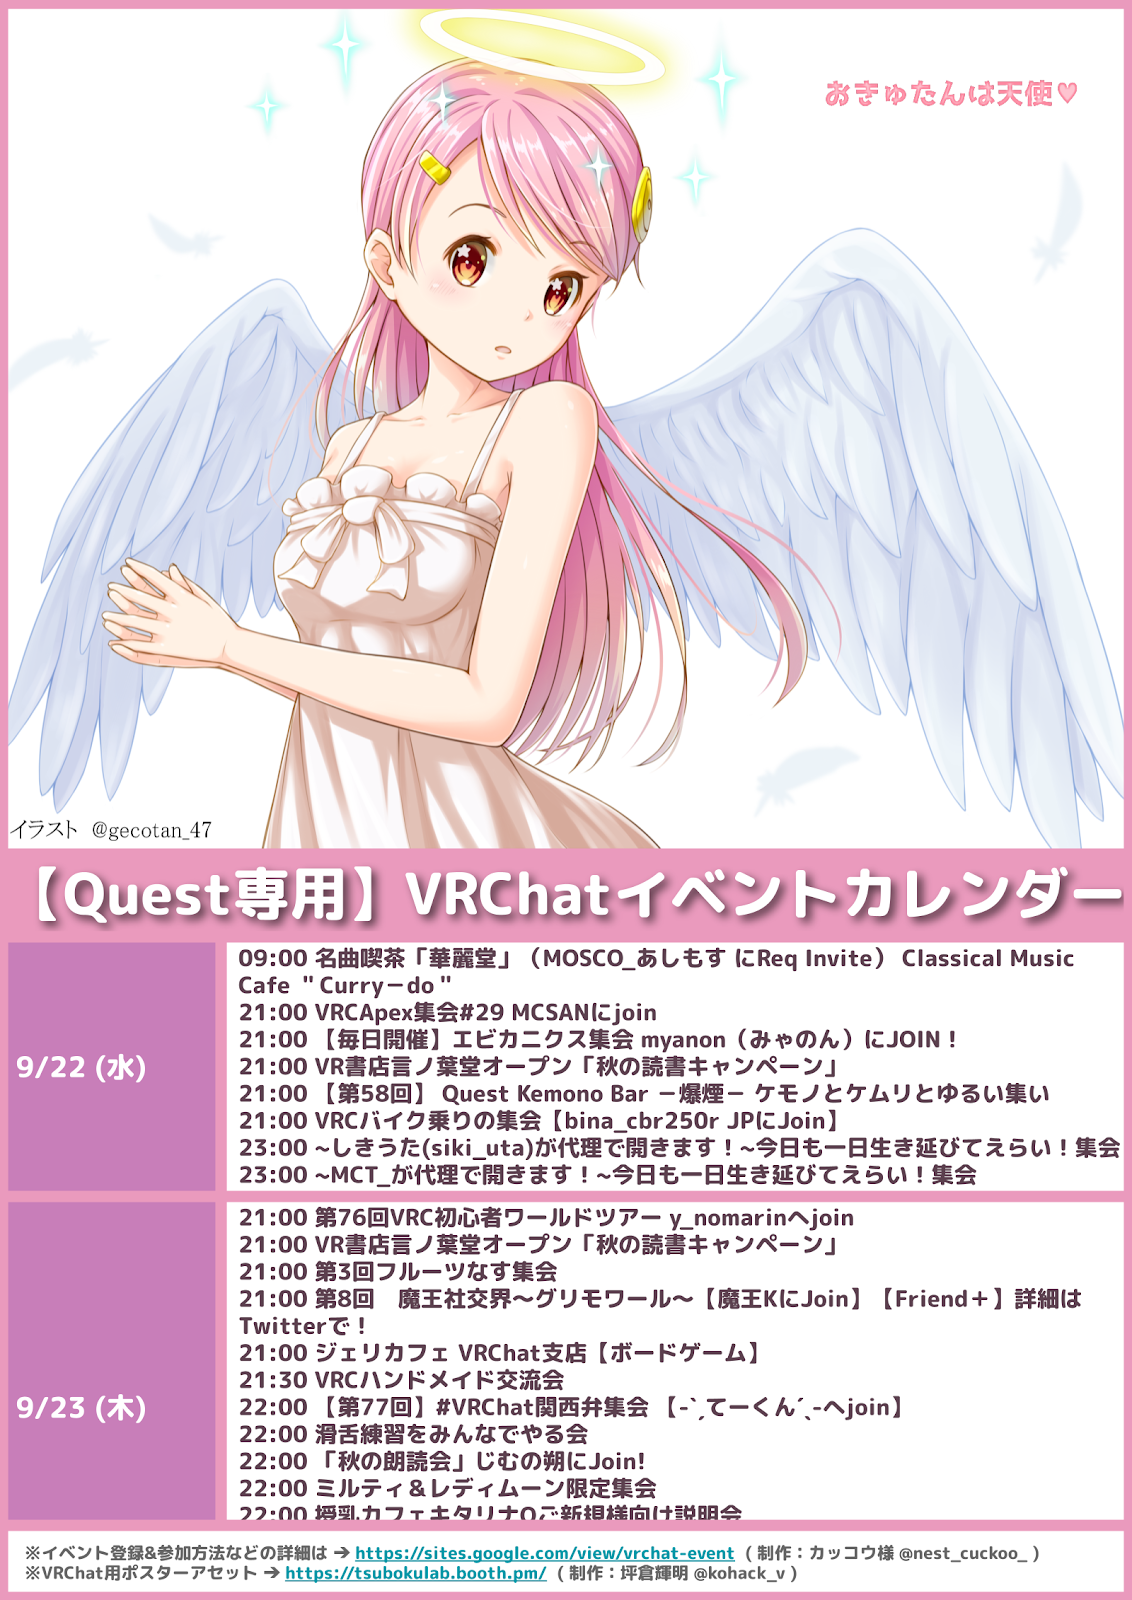 おきゅたんは天使♥
イラスト @gecotan_47
【Quest専用】VRChatイベントカレンダー
9/22 (水)
09:00 名曲喫茶「華麗堂」（MOSCO_あしもす にReq Invite） Classical Music
Cafe ＂Curry－do＂
21:00 VRCApex集会#29 MCSANにjoin
21:00 【毎日開催】エビカニクス集会 myanon（みゃのん）にJOIN！
21:00 VR書店言ノ葉堂オープン「秋の読書キャンペーン」
21:00 【第58回】 Quest Kemono Bar －爆煙－ ケモノとケムリとゆるい集い
21:00 VRCバイク乗りの集会【bina_cbr250r JPにJoin】
23:00 ~しきうた(siki_uta)が代理で開きます！~今日も一日生き延びてえらい！集会
23:00 ~MCT_が代理で開きます！~今日も一日生き延びてえらい！集会
9/23 (木)
21:00 第76回VRC初心者ワールドツアー y_nomarinへjoin
21:00 VR書店言ノ葉堂オープン「秋の読書キャンペーン」
21:00 第3回フルーツなす集会
21:00 第8回　魔王社交界～グリモワール～【魔王KにJoin】【Friend＋】詳細は
Twitterで！
21:00 ジェリカフェ VRChat支店【ボードゲーム】
21:30 VRCハンドメイド交流会
22:00 【第77回】#VRChat関西弁集会 【-`ˏてーくん´ˎ-へjoin】
22:00 滑舌練習をみんなでやる会
22:00 「秋の朗読会」じむの朔にJoin!
22:00 ミルティ＆レディムーン限定集会
22:00 授乳カフェキタリナQご新規様向け説明会
※イベント登録&参加方法などの詳細は → https://sites.google.com/view/vrchat-event （制作：カッコウ様 @nest_cuckoo_）
※VRChat用ポスターアセット → https://tsubokulab.booth.pm/ （制作：坪倉輝明 @kohack_v）